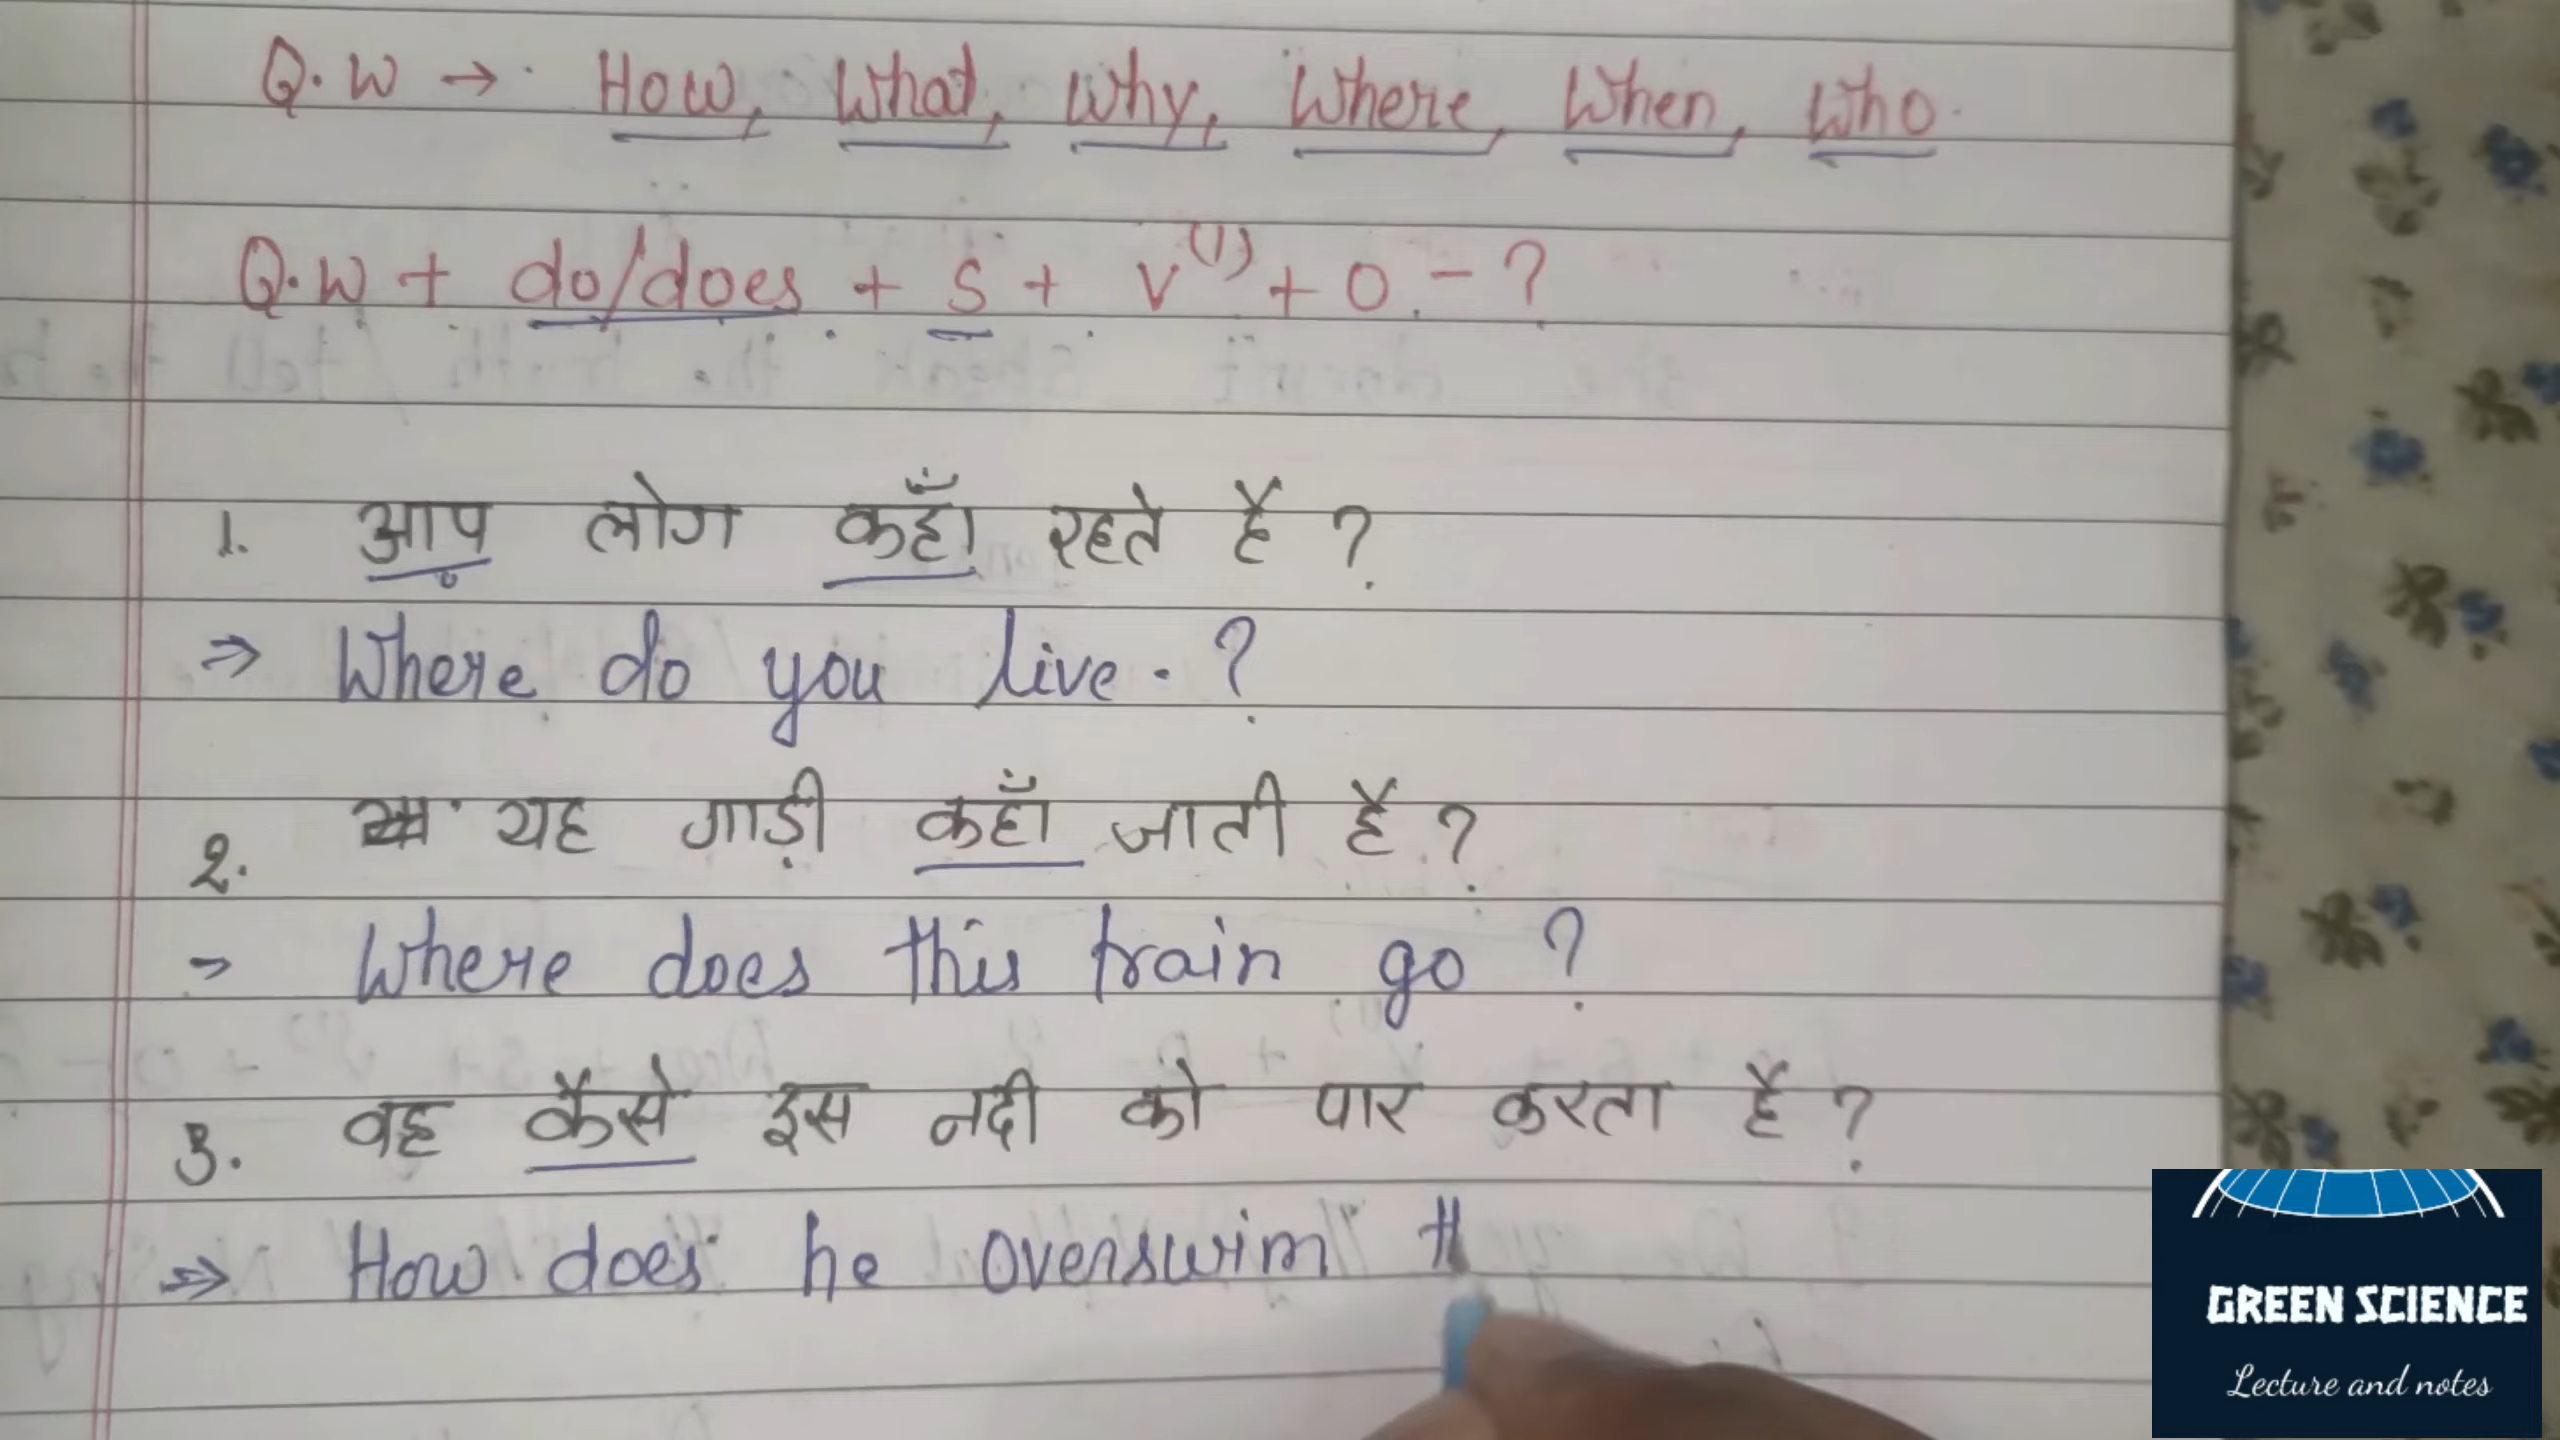 Q.W → How, What, Why, Where, When, Who.
Q.W + do/does + S + V(1) + O - ?
1. आप लोग कहाँ रहते है ?
⇒ Where do you live. ?
2. यह गाड़ी कहाँ जाती है ?
→ Where does this train go ?
3. वह कैसे इस नदी को पार करता है ?
⇒ How does he overswim
GREEN SCIENCE
Lecture and notes